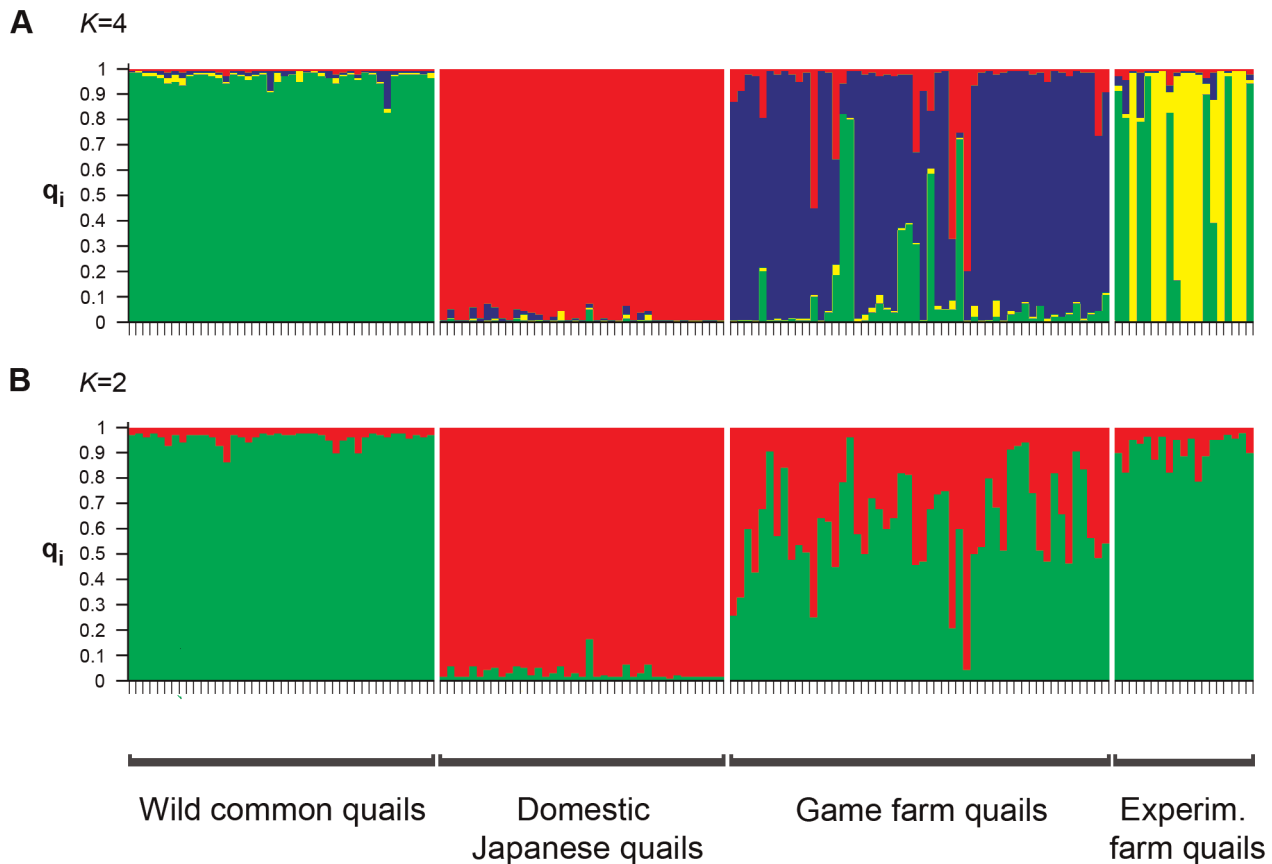 A K=4
1
0.9
0.8
0.7
0.6
qi
0.5
0.4
0.3
0.2
0.1
0
B K=2
1
0.9
0.8
0.7
0.6
qi
0.5
0.4
0.3
0.2
0.1
0
Wild common quails
Domestic
Japanese quails
Game farm quails
Experim.
farm quails